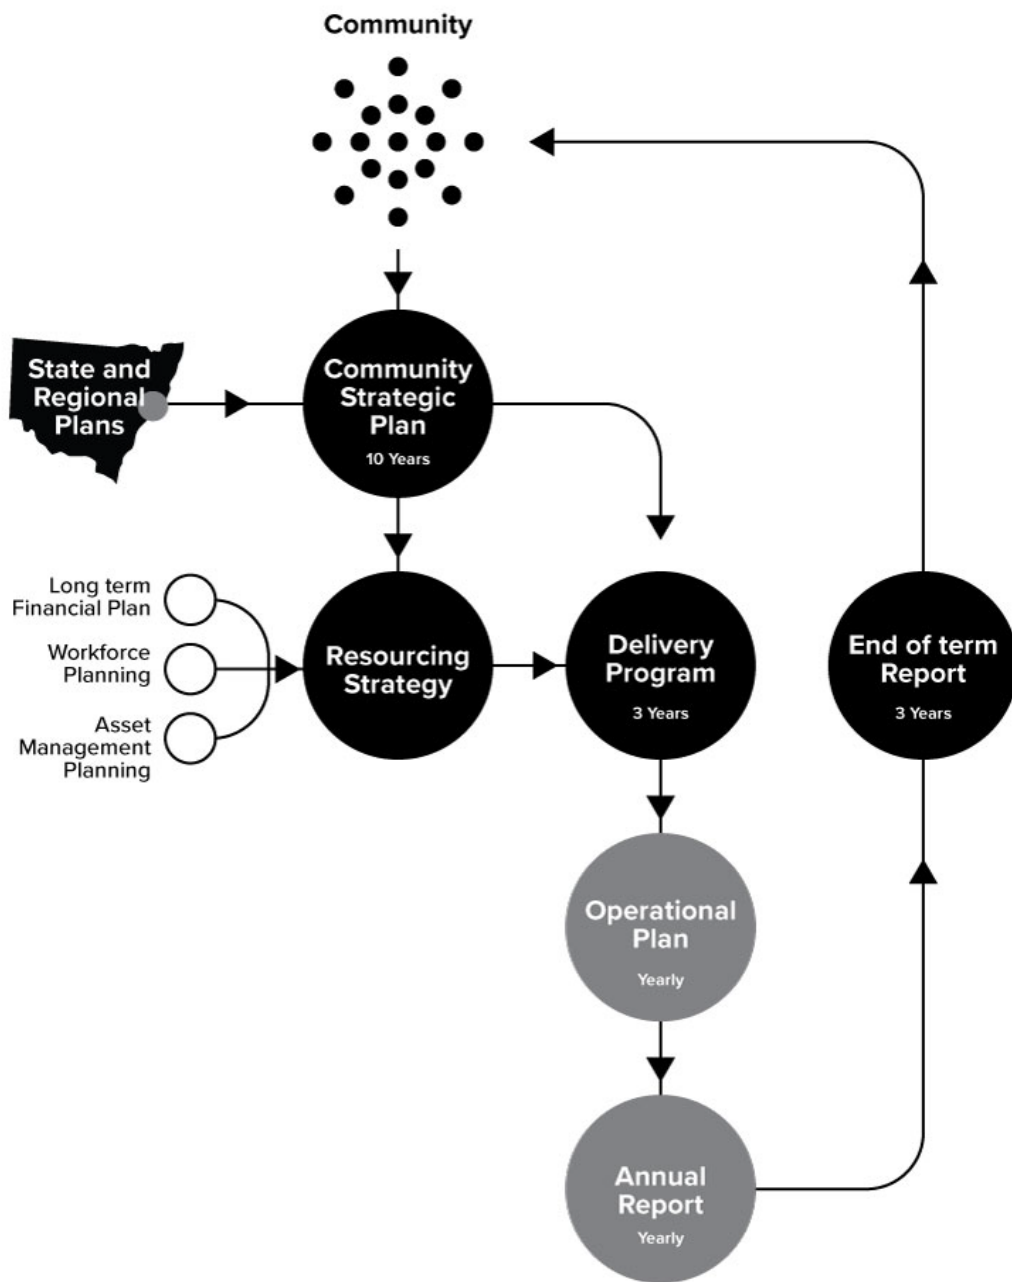 Community
State and
Regional
Plans
Community
Strategic
Plan
10 Years
Long term
Financial Plan
Workforce
Planning
Asset
Management
Planning
Resourcing
Strategy
Delivery
Program
3 Years
End of term
Report
3 Years
Operational
Plan
Yearly
Annual
Report
Yearly